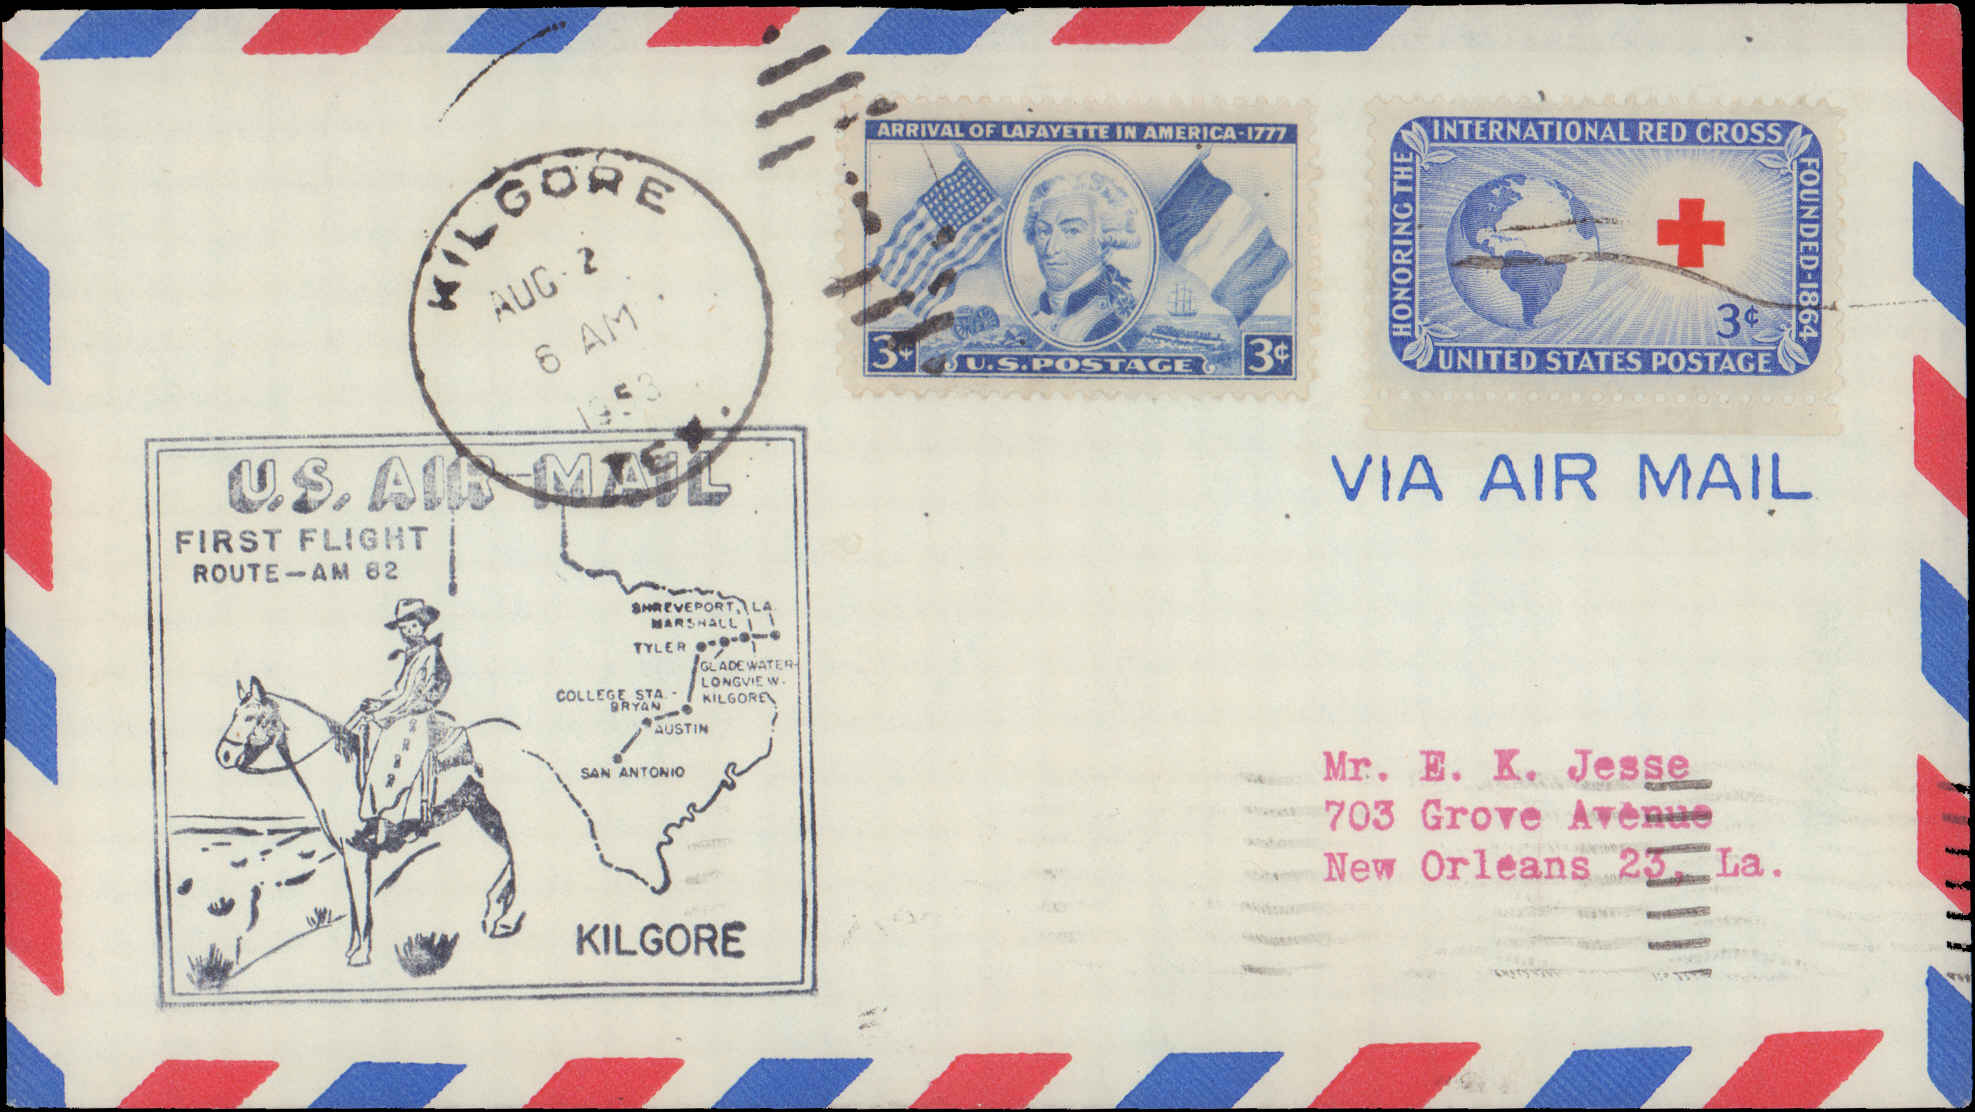 KILGORE
AUG-2
6 AM
1953
TEX.
ARRIVAL OF LAFAYETTE IN AMERICA-1777
3¢ U.S.POSTAGE 3¢
INTERNATIONAL RED CROSS
HONORING THE
FOUNDED-1864
3¢
UNITED STATES POSTAGE
VIA AIR MAIL
U.S. AIR-MAIL
FIRST FLIGHT
ROUTE-AM 82
SHREVEPORT, LA.
MARSHALL
TYLER
GLADEWATER-
LONGVIEW-
KILGORE
COLLEGE STA.-
BRYAN
AUSTIN
SAN ANTONIO
KILGORE
Mr. E. K. Jesse
703 Grove Avenue
New Orleans 23, La.